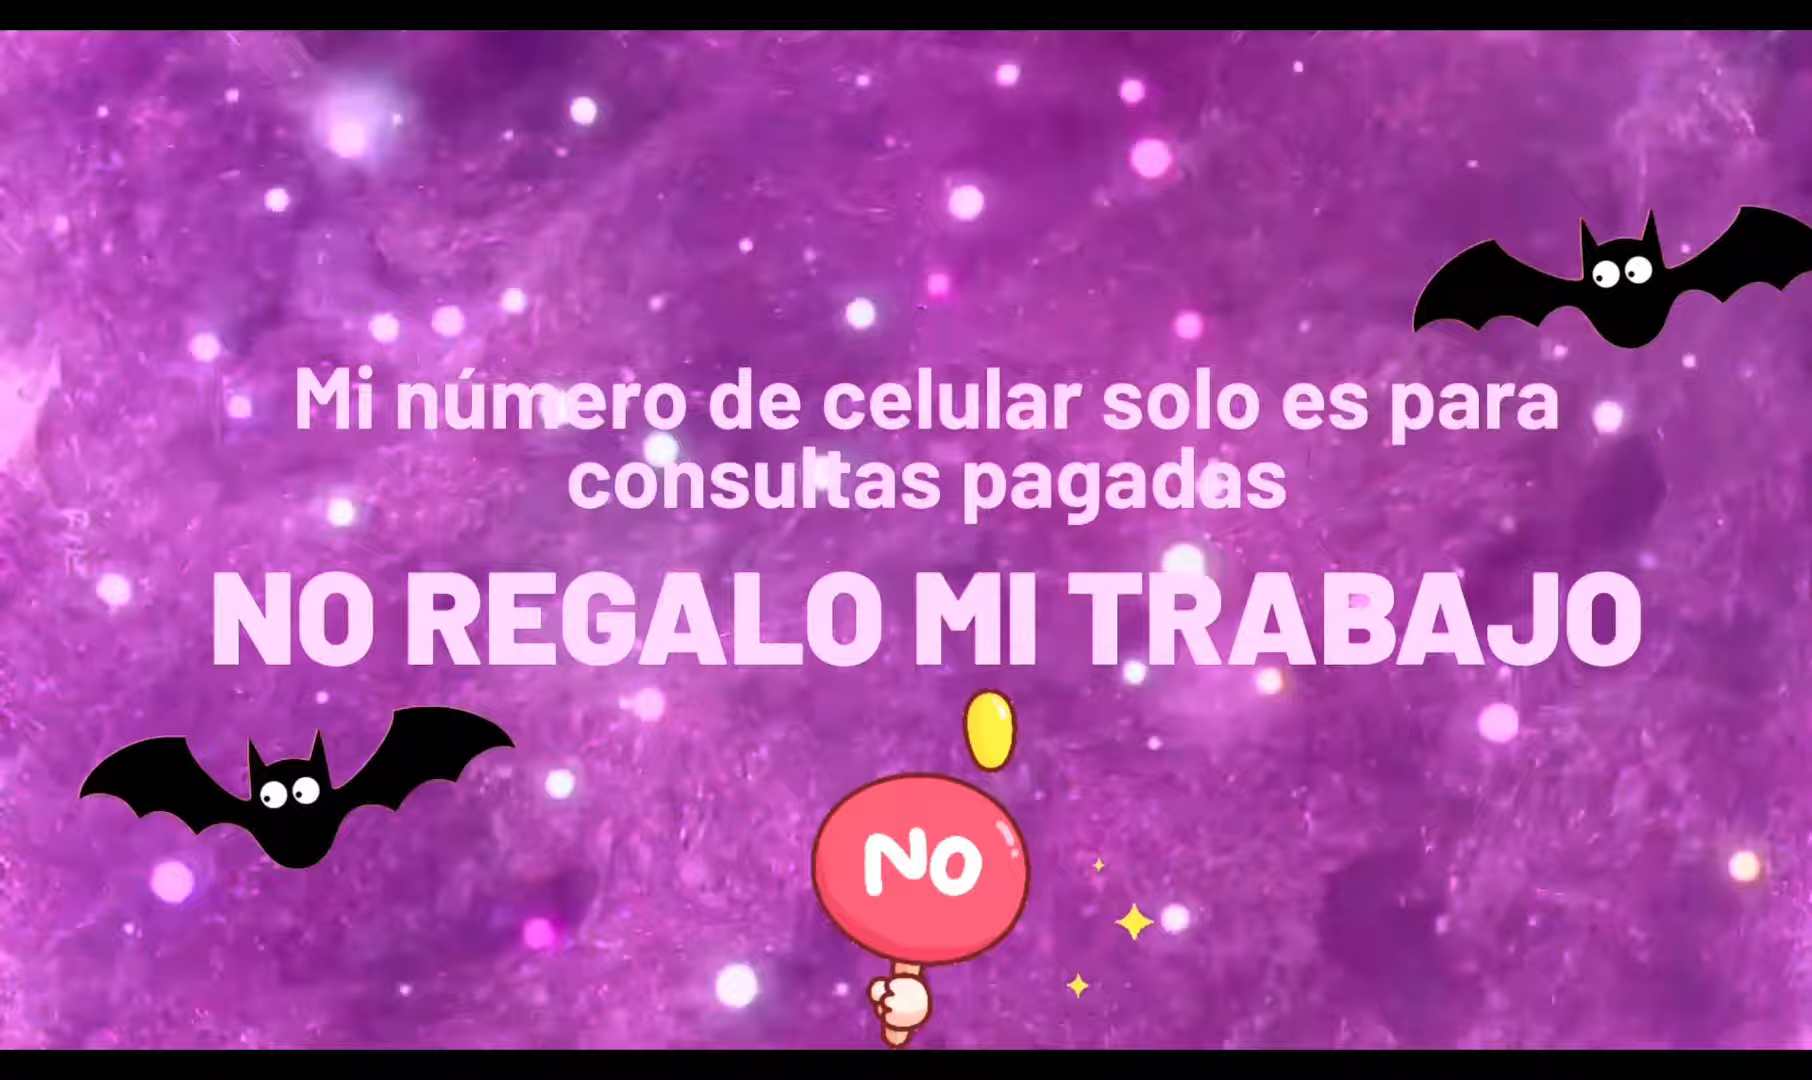 Mi número de celular solo es para
consultas pagadas
NO REGALO MI TRABAJO
NO